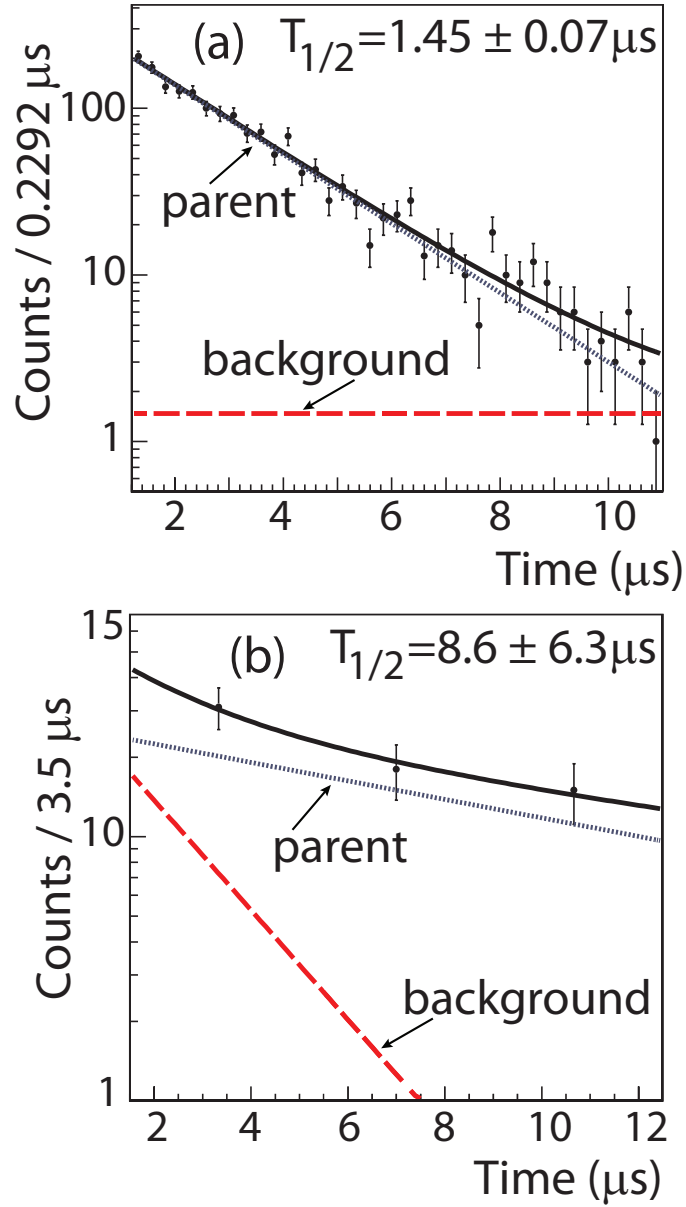 (a) T1/2=1.45 ± 0.07μs
Counts / 0.2292 μs
100
10
1
parent
background
2 4 6 8 10
Time (μs)
(b) T1/2=8.6 ± 6.3μs
Counts / 3.5 μs
15
10
1
parent
background
2 4 6 8 10 12
Time (μs)